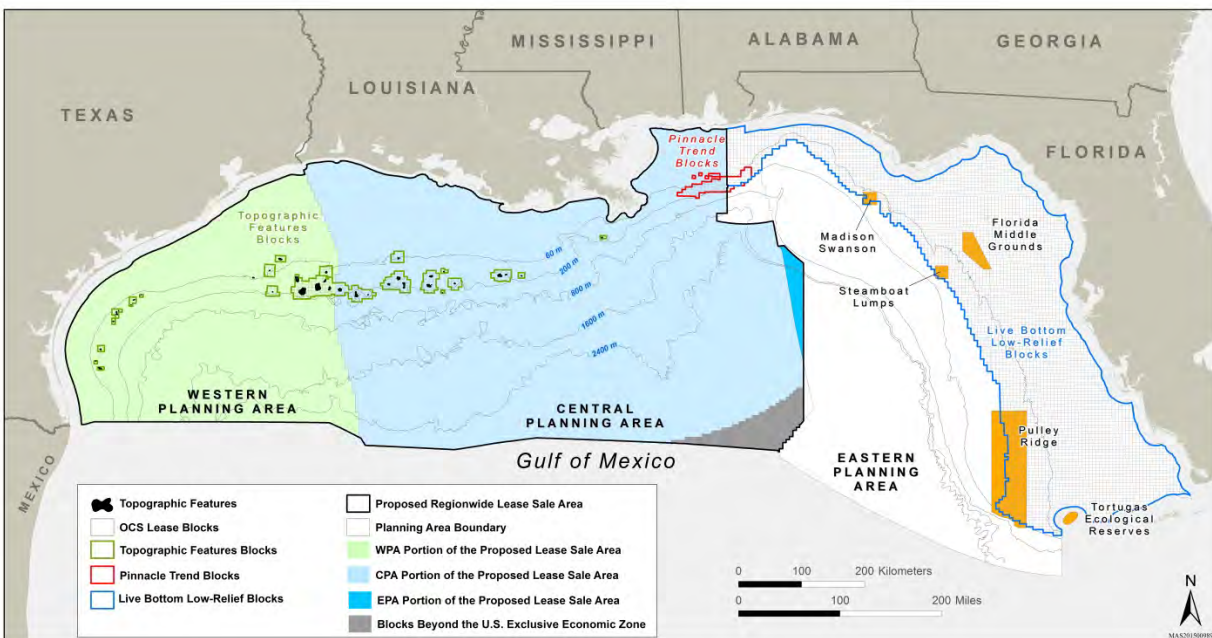 MISSISSIPPI
ALABAMA
GEORGIA
LOUISIANA
TEXAS
FLORIDA
Pinnacle
Trend
Blocks
Topographic
Features
Blocks
Madison
Swanson
Florida
Middle
Grounds
Steamboat
Lumps
60 m
200 m
800 m
1600 m
2400 m
Live Bottom
Low-Relief
Blocks
WESTERN
PLANNING AREA
CENTRAL
PLANNING AREA
Pulley
Ridge
EASTERN
PLANNING
AREA
Gulf of Mexico
MEXICO
Tortugas
Ecological
Reserves
Topographic Features
OCS Lease Blocks
Topographic Features Blocks
Pinnacle Trend Blocks
Live Bottom Low-Relief Blocks
Proposed Regionwide Lease Sale Area
Planning Area Boundary
WPA Portion of the Proposed Lease Sale Area
CPA Portion of the Proposed Lease Sale Area
EPA Portion of the Proposed Lease Sale Area
Blocks Beyond the U.S. Exclusive Economic Zone
0 100 200 Kilometers
0 100 200 Miles
N